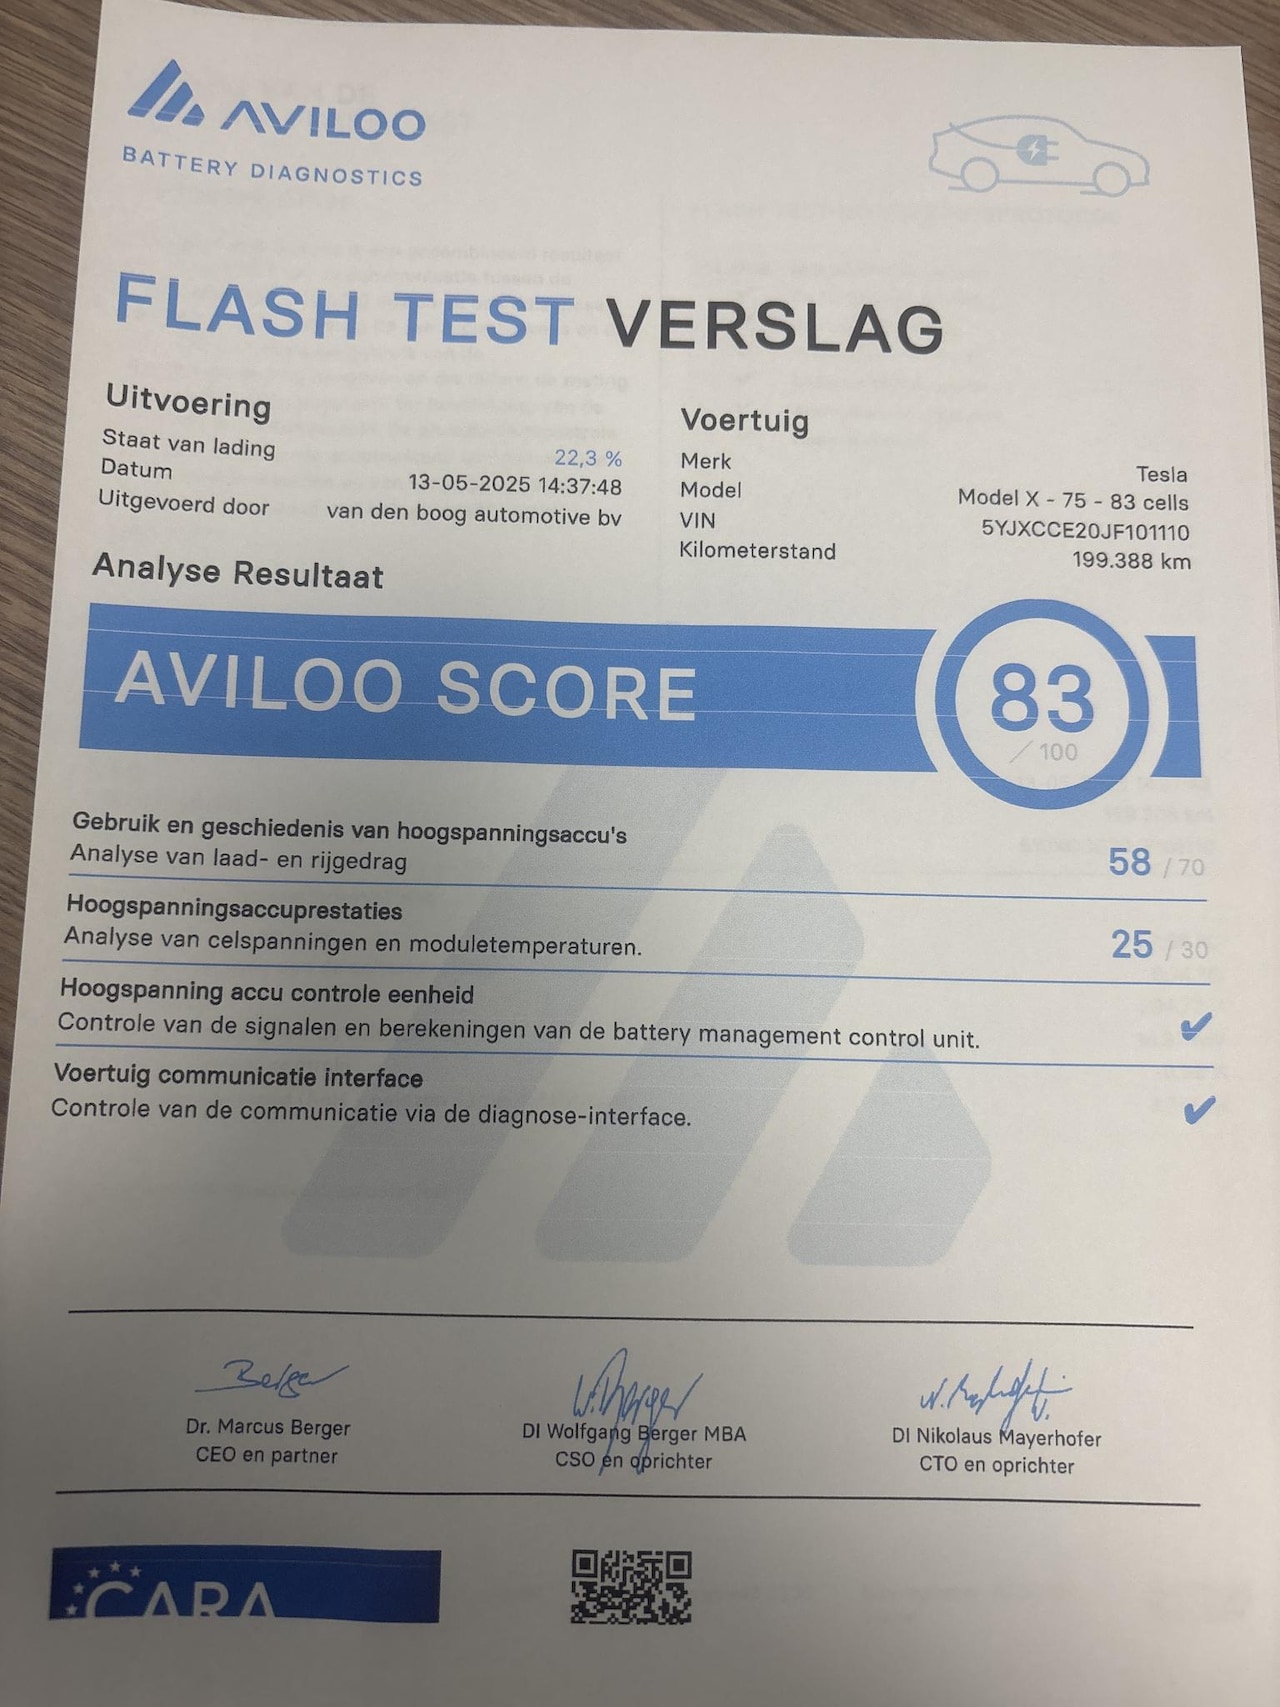 AVILOO
BATTERY DIAGNOSTICS
FLASH TEST VERSLAG
Uitvoering
Staat van lading 22,3 %
Datum 13-05-2025 14:37:48
Uitgevoerd door van den boog automotive bv
Voertuig
Merk Tesla
Model Model X - 75 - 83 cells
VIN 5YJXCCE20JF101110
Kilometerstand 199.388 km
Analyse Resultaat
AVILOO SCORE 83 / 100
Gebruik en geschiedenis van hoogspanningsaccu's
Analyse van laad- en rijgedrag 58 / 70
Hoogspanningsaccuprestaties
Analyse van celspanningen en moduletemperaturen. 25 / 30
Hoogspanning accu controle eenheid
Controle van de signalen en berekeningen van de battery management control unit. ✔
Voertuig communicatie interface
Controle van de communicatie via de diagnose-interface. ✔
Berger
Dr. Marcus Berger
CEO en partner
W. Berger
DI Wolfgang Berger MBA
CSO en oprichter
DI Nikolaus Mayerhofer
CTO en oprichter
CARA